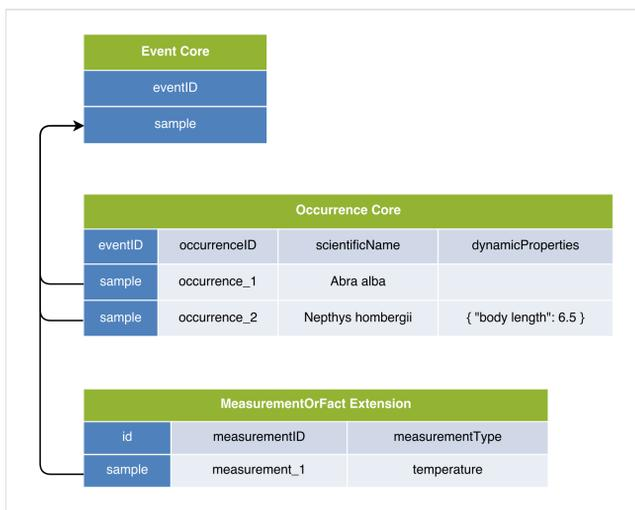 Event Core
eventID
sample
Occurrence Core
eventID occurrenceID scientificName dynamicProperties
sample occurrence_1 Abra alba
sample occurrence_2 Nepthys hombergii { "body length": 6.5 }
MeasurementOrFact Extension
id measurementID measurementType
sample measurement_1 temperature